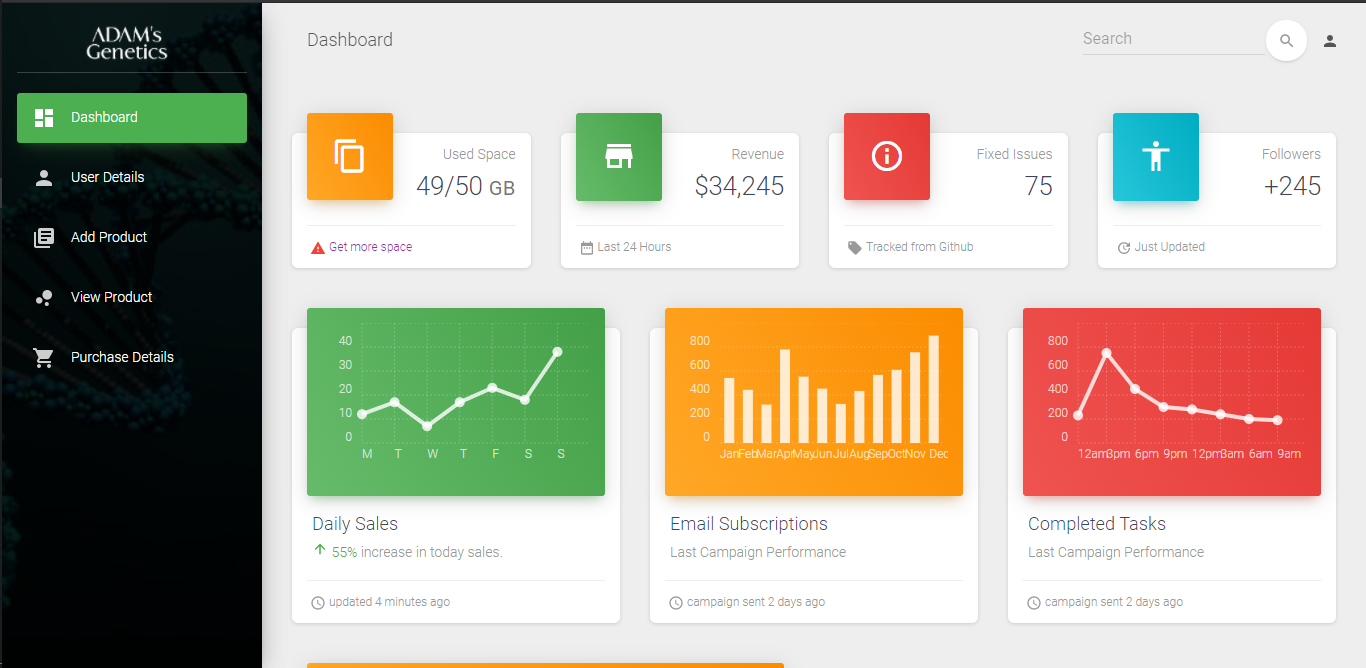 ADAM's
Genetics
Dashboard
User Details
Add Product
View Product
Purchase Details
Dashboard
Search
Used Space
49/50 GB
Get more space
Revenue
$34,245
Last 24 Hours
Fixed Issues
75
Tracked from Github
Followers
+245
Just Updated
40
30
20
10
0
M T W T F S S
Daily Sales
55% increase in today sales.
updated 4 minutes ago
800
600
400
200
0
Jan Feb Mar Apr May Jun Jul Aug Sep Oct Nov Dec
Email Subscriptions
Last Campaign Performance
campaign sent 2 days ago
800
600
400
200
0
12am 3pm 6pm 9pm 12pm 3am 6am 9am
Completed Tasks
Last Campaign Performance
campaign sent 2 days ago